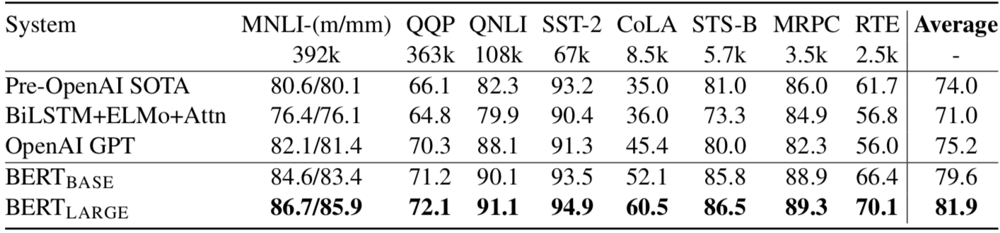 System MNLI-(m/mm) QQP QNLI SST-2 CoLA STS-B MRPC RTE Average
392k 363k 108k 67k 8.5k 5.7k 3.5k 2.5k -
Pre-OpenAI SOTA 80.6/80.1 66.1 82.3 93.2 35.0 81.0 86.0 61.7 74.0
BiLSTM+ELMo+Attn 76.4/76.1 64.8 79.9 90.4 36.0 73.3 84.9 56.8 71.0
OpenAI GPT 82.1/81.4 70.3 88.1 91.3 45.4 80.0 82.3 56.0 75.2
BERTBASE 84.6/83.4 71.2 90.1 93.5 52.1 85.8 88.9 66.4 79.6
BERTLARGE 86.7/85.9 72.1 91.1 94.9 60.5 86.5 89.3 70.1 81.9